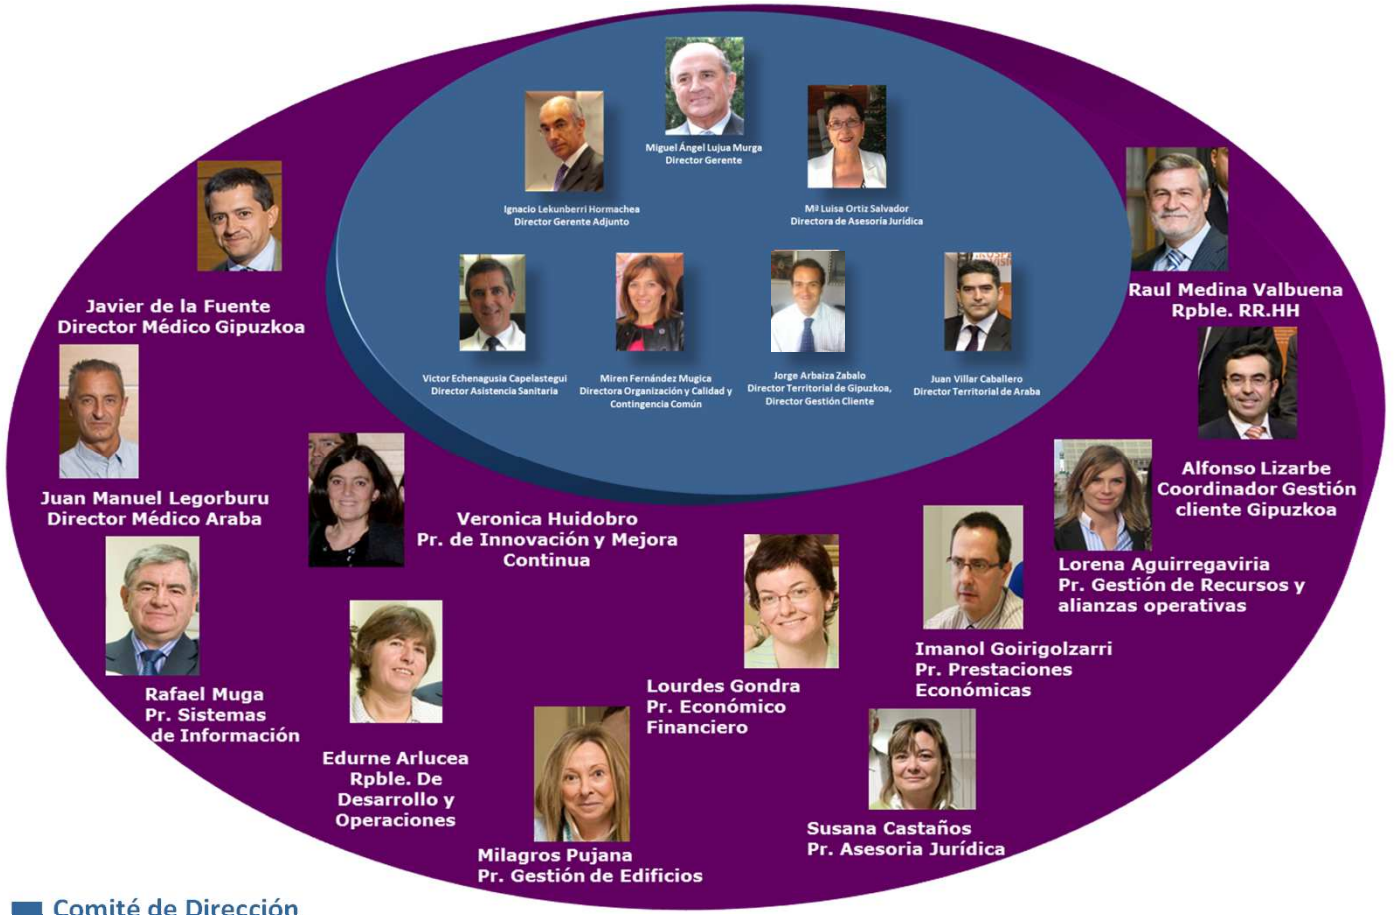 Miguel Ángel Lujua Murga
Director Gerente
Ignacio Lekunberri Hormachea
Director Gerente Adjunto
Mª Luisa Ortiz Salvador
Directora de Asesoría Jurídica
Victor Echenagusia Capelastegui
Director Asistencia Sanitaria
Miren Fernández Mugica
Directora Organización y Calidad y
Contingencia Común
Jorge Arbaiza Zabalo
Director Territorial de Gipuzkoa,
Director Gestión Cliente
Juan Villar Caballero
Director Territorial de Araba
Javier de la Fuente
Director Médico Gipuzkoa
Raul Medina Valbuena
Rpble. RR.HH
Juan Manuel Legorburu
Director Médico Araba
Veronica Huidobro
Pr. de Innovación y Mejora
Continua
Alfonso Lizarbe
Coordinador Gestión
cliente Gipuzkoa
Lorena Aguirregaviria
Pr. Gestión de Recursos y
alianzas operativas
Rafael Muga
Pr. Sistemas
de Información
Edurne Arlucea
Rpble. De
Desarrollo y
Operaciones
Lourdes Gondra
Pr. Económico
Financiero
Imanol Goirigolzarri
Pr. Prestaciones
Económicas
Milagros Pujana
Pr. Gestión de Edificios
Susana Castaños
Pr. Asesoria Jurídica
Comité de Dirección